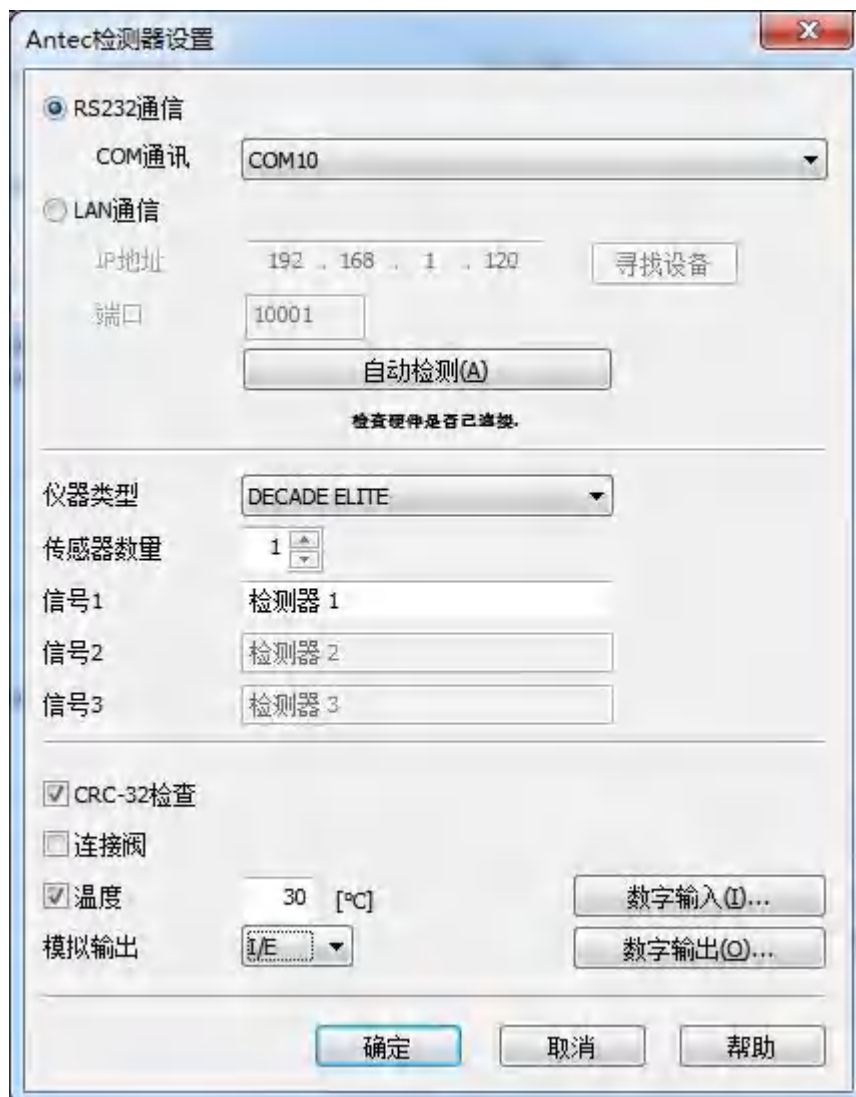 Antec检测器设置
RS232通信
COM通讯 COM10
LAN通信
IP地址 192 . 168 . 1 . 120 寻找设备
端口 10001
自动检测(A)
检查硬件是否已连接.
仪器类型 DECADE ELITE
传感器数量 1
信号1 检测器 1
信号2 检测器 2
信号3 检测器 3
CRC-32检查
连接阀
温度 30 [ºC] 数字输入(I)...
模拟输出 I/E 数字输出(O)...
确定 取消 帮助